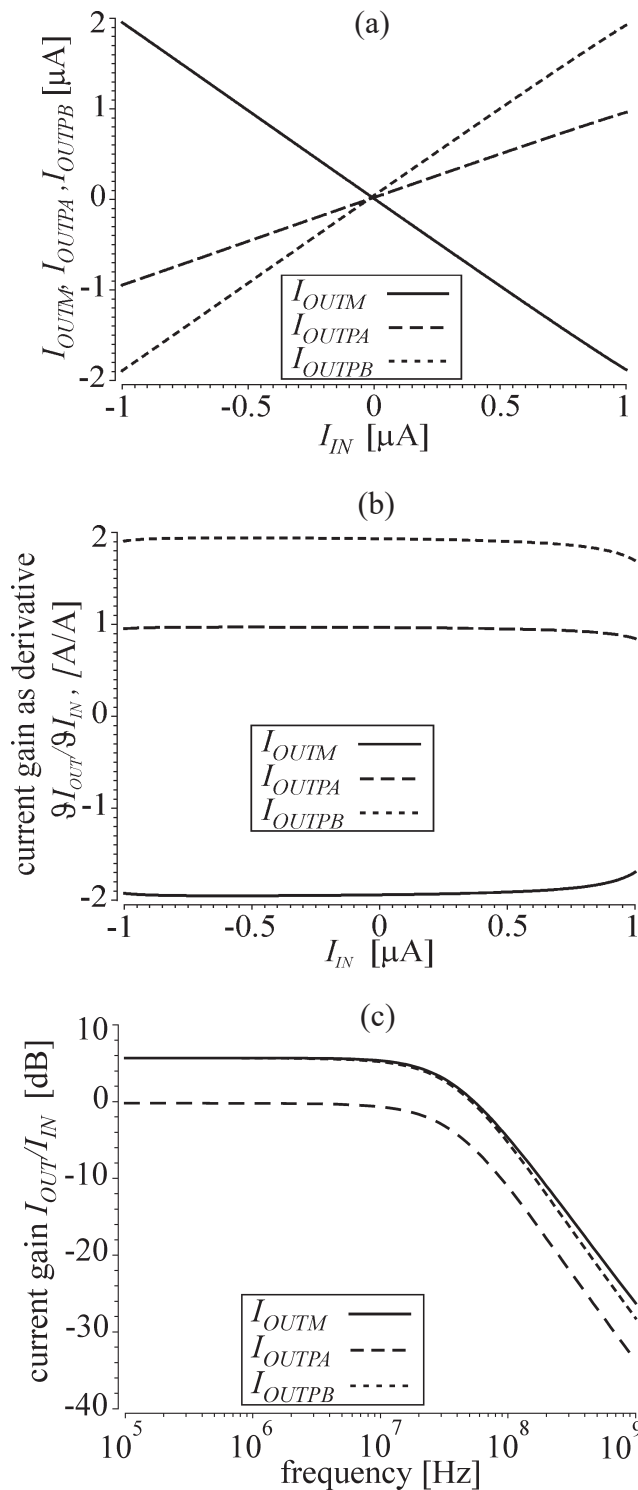 (a)
I_OUTM, I_OUTPA, I_OUTPB [µA]
2
1
0
-1
-2
I_OUTM
I_OUTPA
I_OUTPB
-1
-0.5
0
0.5
1
I_IN [µA]
(b)
current gain as derivative
ϑI_OUT/ϑI_IN, [A/A]
2
1
0
-1
-2
I_OUTM
I_OUTPA
I_OUTPB
-1
-0.5
0
0.5
1
I_IN [µA]
(c)
current gain I_OUT/I_IN [dB]
10
0
-10
-20
-30
-40
I_OUTM
I_OUTPA
I_OUTPB
10^5
10^6
10^7
10^8
10^9
frequency [Hz]